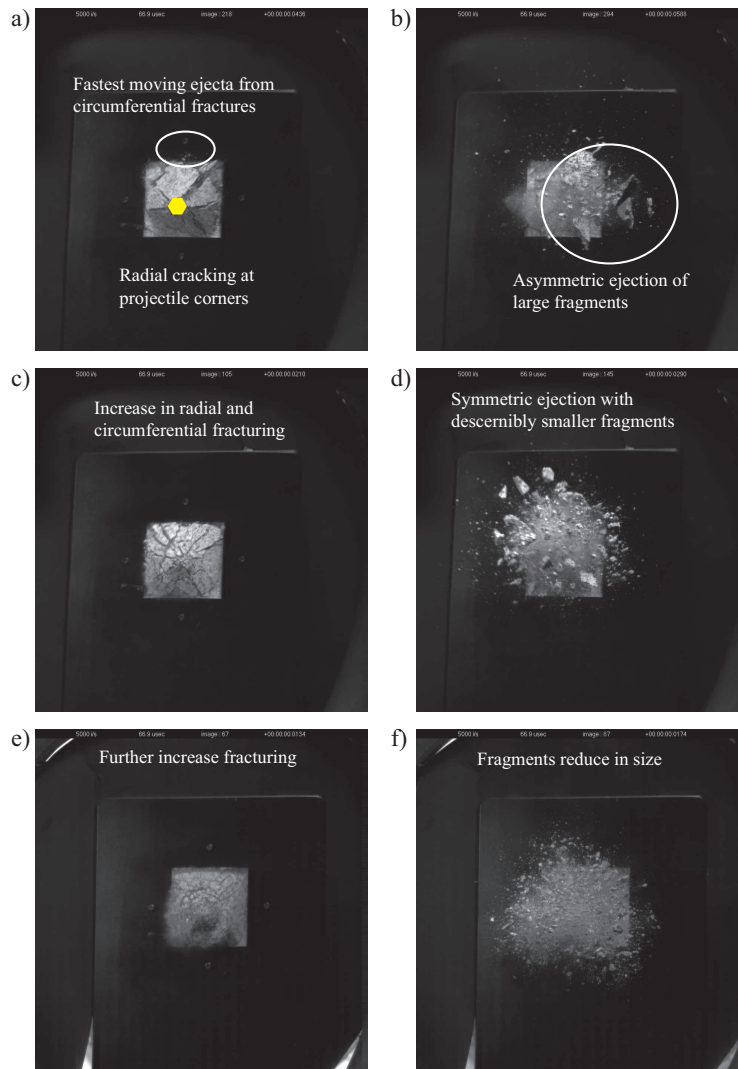 a)
5000 i/s 66.9 usec image : 218 +00:00:00.0436
Fastest moving ejecta from
circumferential fractures
Radial cracking at
projectile corners
b)
5000 i/s 66.9 usec image : 294 +00:00:00.0588
Asymmetric ejection of
large fragments
c)
5000 i/s 66.9 usec image : 105 +00:00:00.0210
Increase in radial and
circumferential fracturing
d)
5000 i/s 66.9 usec image : 145 +00:00:00.0290
Symmetric ejection with
descernibly smaller fragments
e)
5000 i/s 66.9 usec image : 67 +00:00:00.0134
Further increase fracturing
f)
5000 i/s 66.9 usec image : 87 +00:00:00.0174
Fragments reduce in size